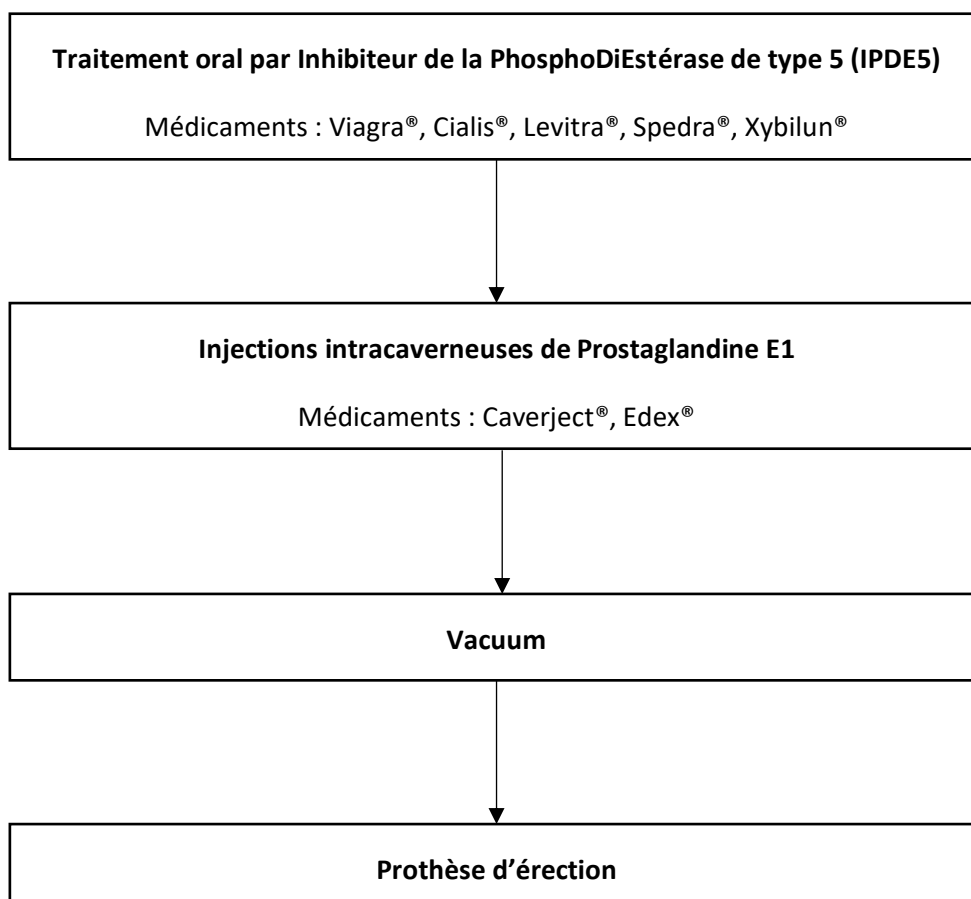 Traitement oral par Inhibiteur de la PhosphoDiEstérase de type 5 (IPDE5)
Médicaments : Viagra®, Cialis®, Levitra®, Spedra®, Xybilun®
Injections intracaverneuses de Prostaglandine E1
Médicaments : Caverject®, Edex®
Vacuum
Prothèse d’érection